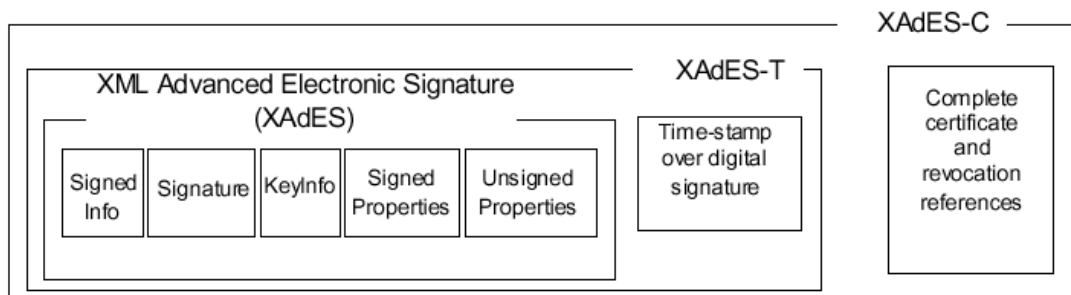 XAdES-C
XAdES-T
XML Advanced Electronic Signature
(XAdES)
Signed
Info
Signature
KeyInfo
Signed
Properties
Unsigned
Properties
Time-stamp
over digital
signature
Complete
certificate
and
revocation
references